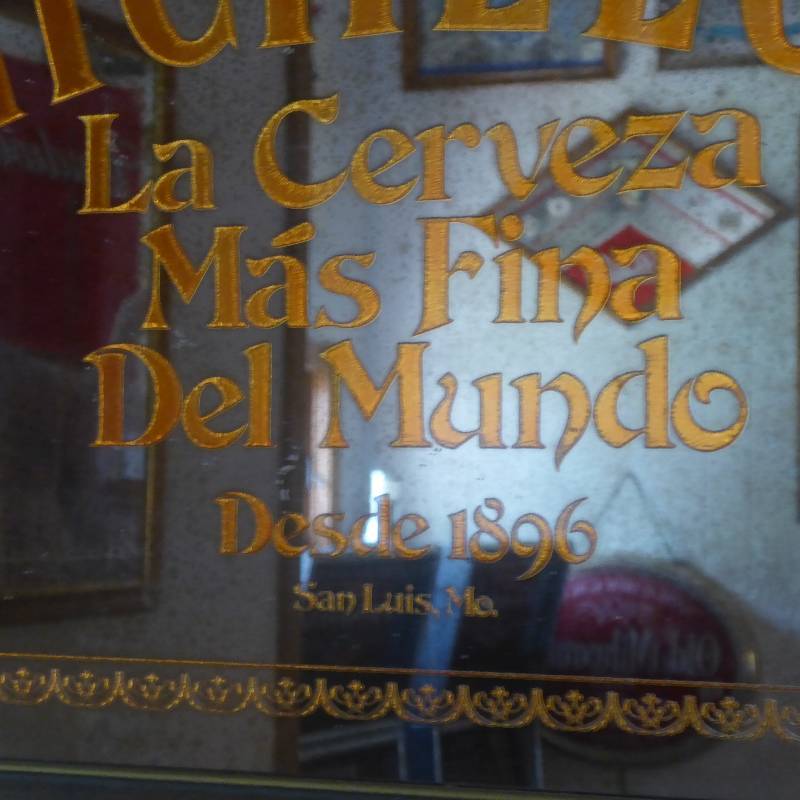 La Cerveza
Más Fina
Del Mundo
Desde 1896
San Luis, Mo.